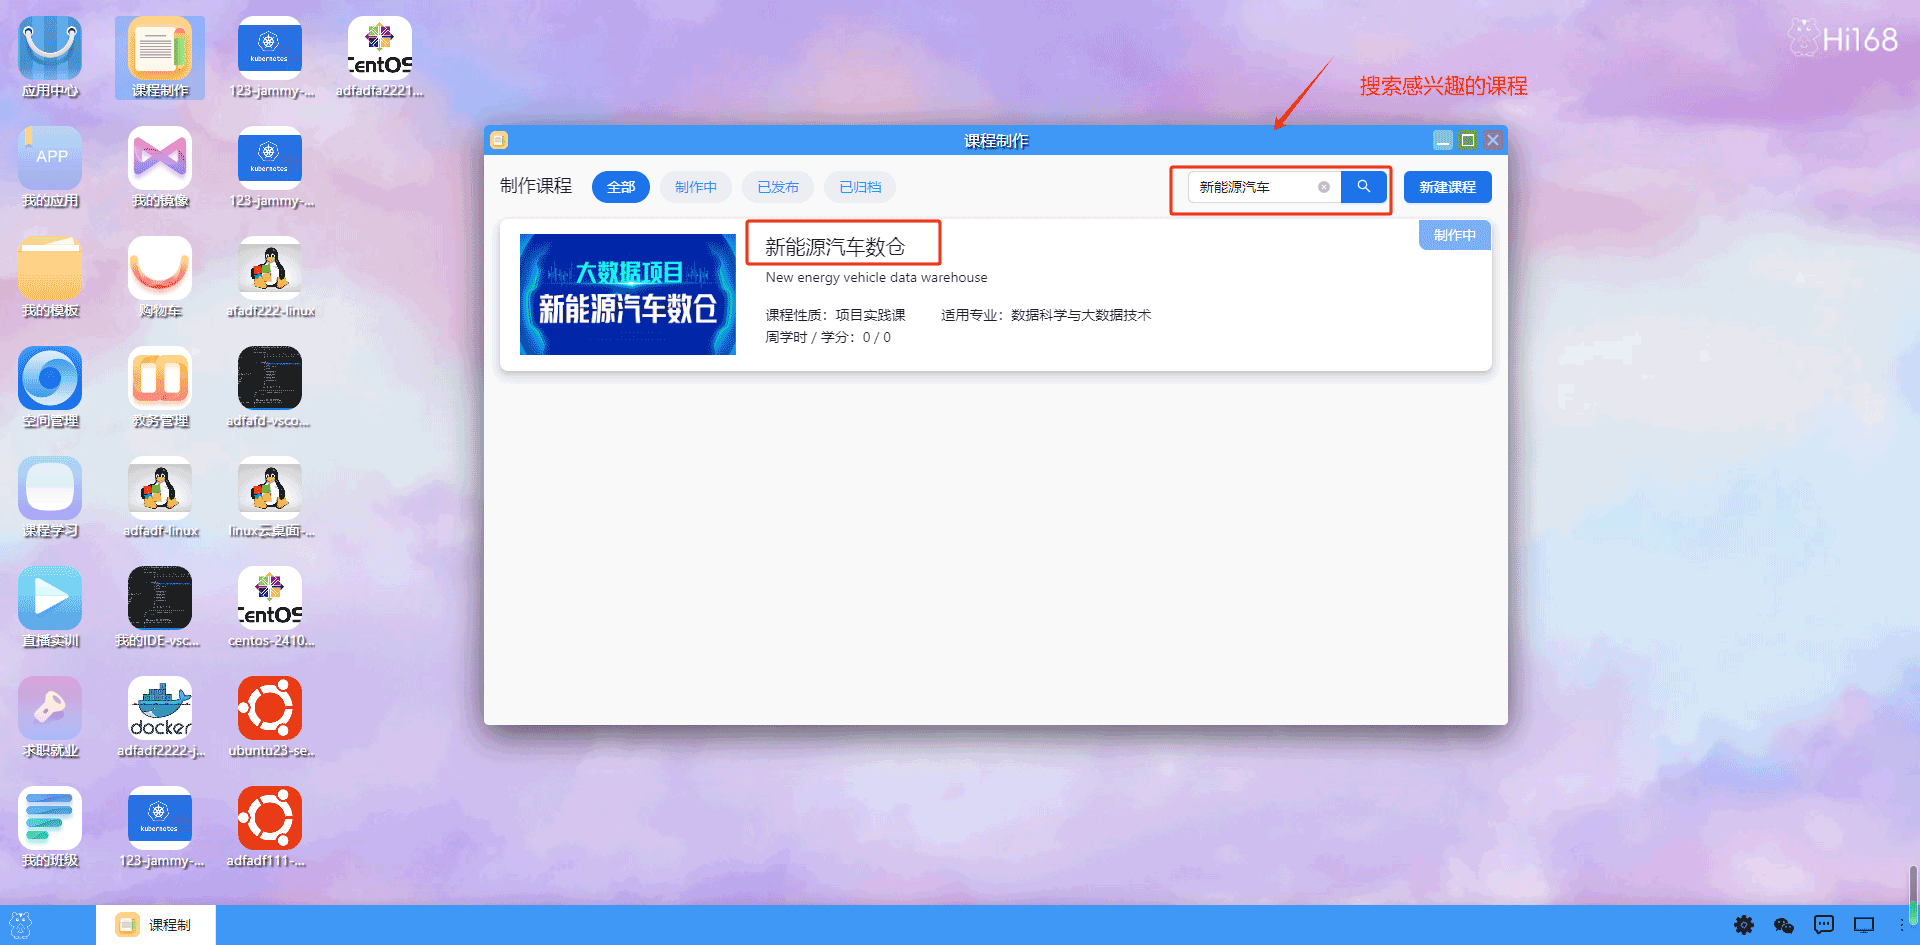 应用中心
课程制作
123-jammy-...
centOS
adfadfa2221...
kubernetes
APP
我的应用
我的镜像
kubernetes
123-jammy-...
我的模板
购物车
afadf222-linux
空间管理
教务管理
adfafd-vsco...
课程学习
adfadf-linux
linux云桌面-...
直播实训
我的IDE-vsc...
centOS
centos-2410...
求职就业
docker
adfadf2222-j...
ubuntu23-se..
我的班级
kubernetes
123-jammy-...
adfadf111-...
Hi168
搜索感兴趣的课程
课程制作
制作课程
全部
制作中
已发布
已归档
新能源汽车
新建课程
大数据项目
新能源汽车数仓
新能源汽车数仓
制作中
New energy vehicle data warehouse
课程性质：项目实践课
适用专业：数据科学与大数据技术
周学时 / 学分：0 / 0
课程制